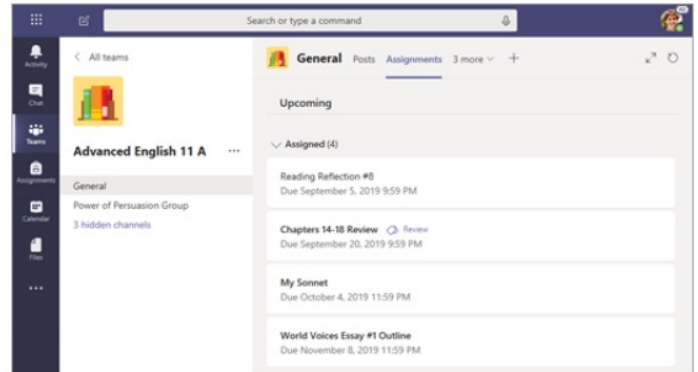 Search or type a command
Activity
Chat
Teams
Assignments
Calendar
Files
All teams
Advanced English 11 A
General
Power of Persuasion Group
3 hidden channels
General Posts Assignments 3 more
Upcoming
Assigned (4)
Reading Reflection #8
Due September 5, 2019 9:59 PM
Chapters 14-18 Review Review
Due September 20, 2019 9:59 PM
My Sonnet
Due October 4, 2019 11:59 PM
World Voices Essay #1 Outline
Due November 8, 2019 11:59 PM